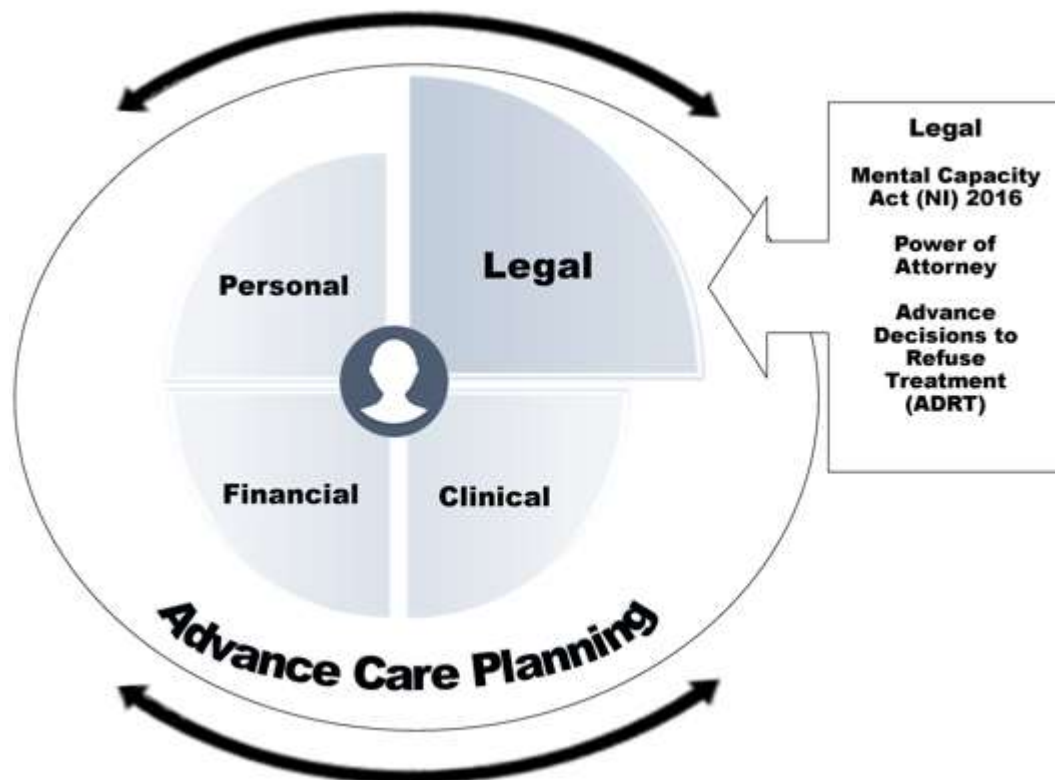 Personal
Legal
Financial
Clinical
Advance Care Planning
Legal
Mental Capacity
Act (NI) 2016
Power of
Attorney
Advance
Decisions to
Refuse
Treatment
(ADRT)